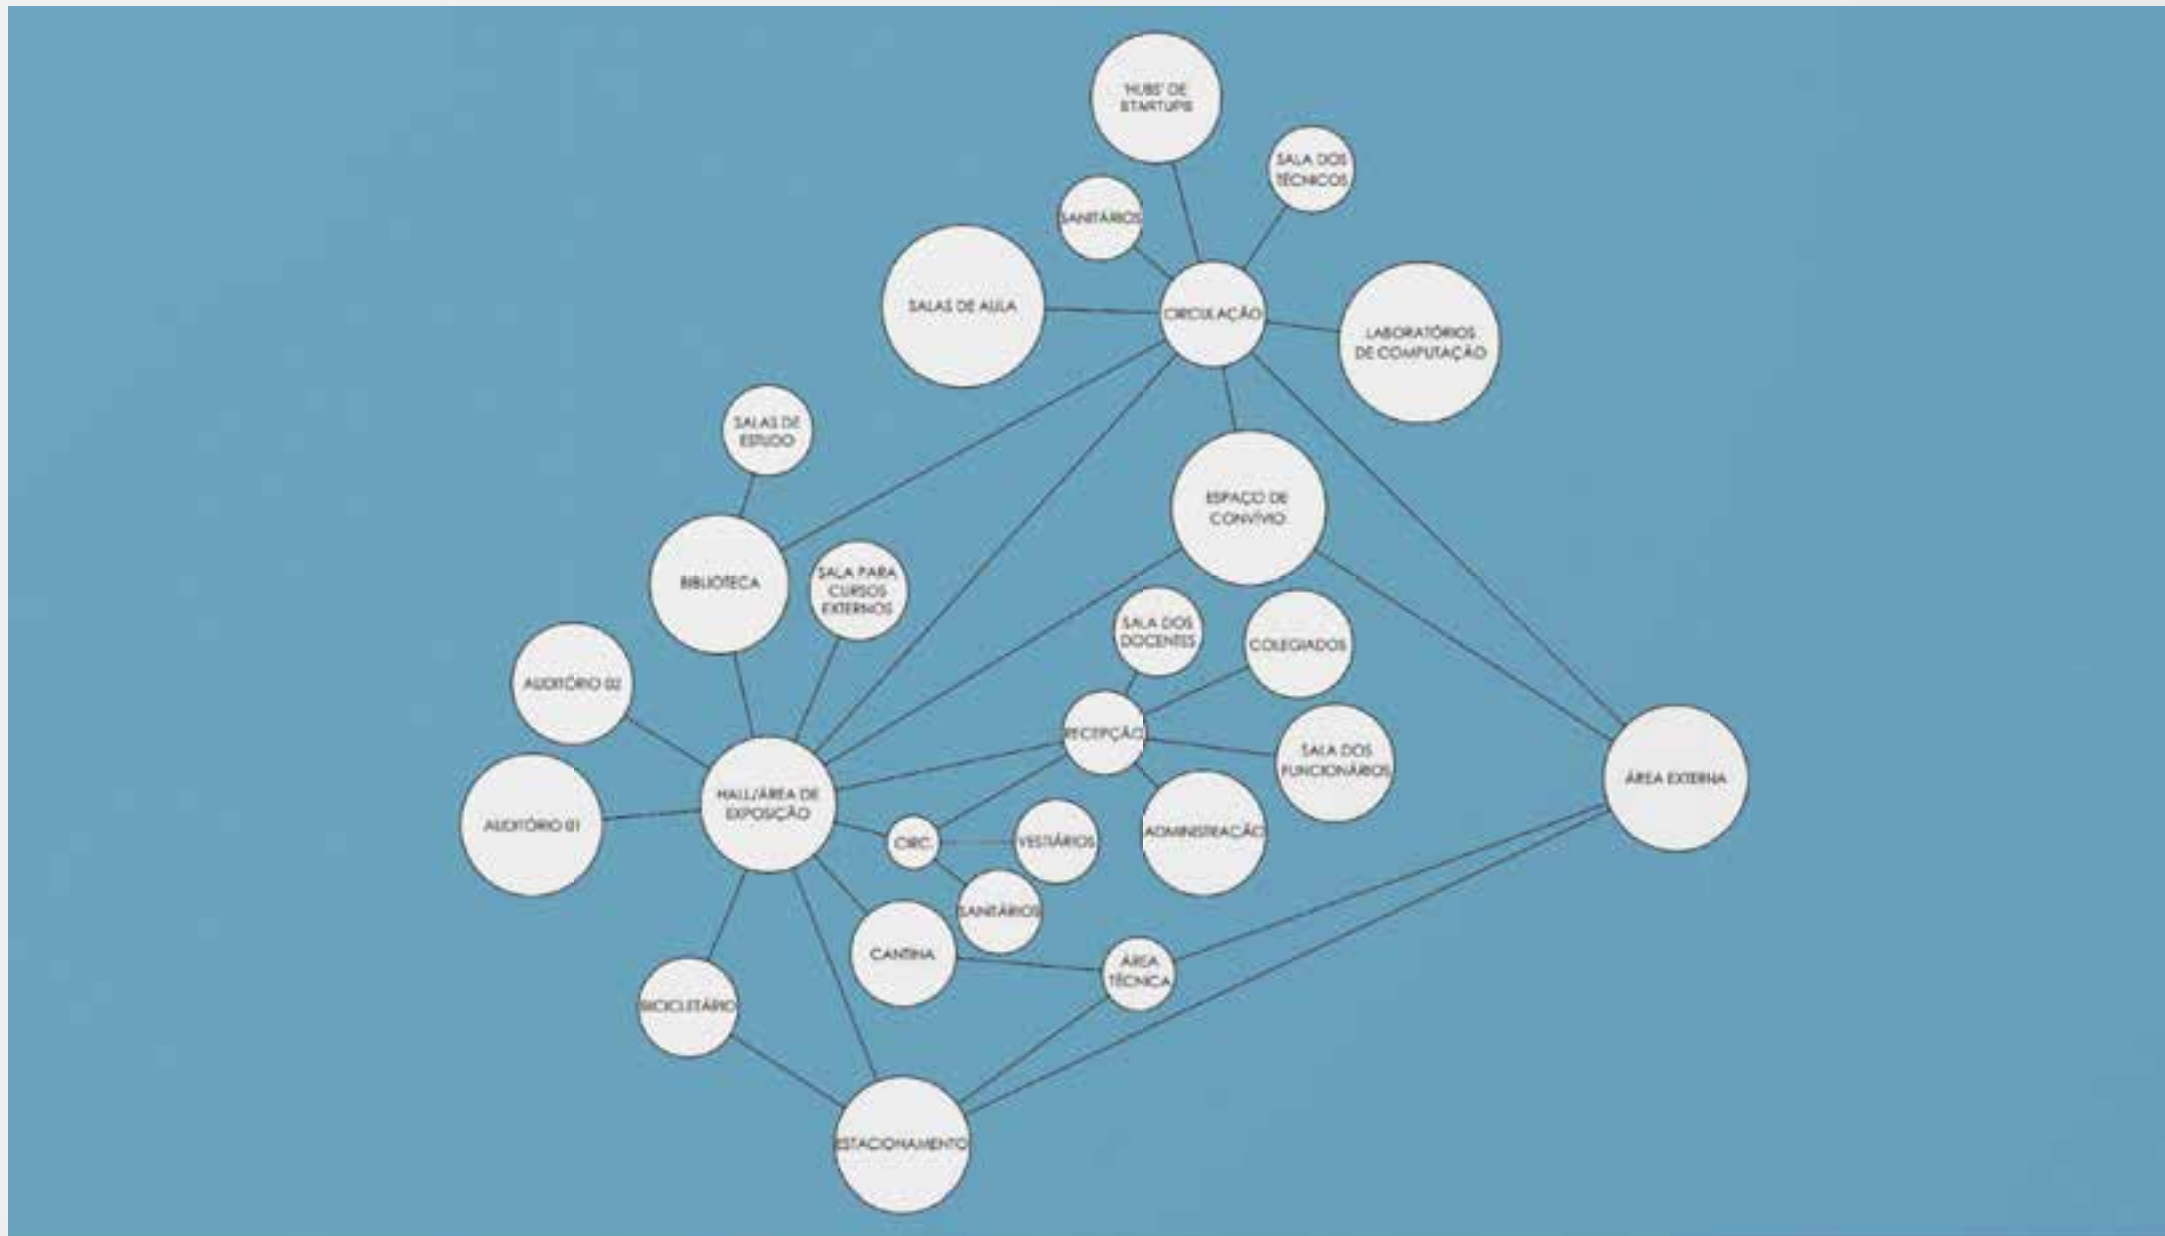 'HUBS' DE
STARTUPS
SALA DOS
TÉCNICOS
SANITÁRIOS
SALAS DE AULA
CIRCULAÇÃO
LABORATÓRIOS
DE COMPUTAÇÃO
SALAS DE
ESTUDO
ESPAÇO DE
CONVÍVIO
BIBLIOTECA
SALA PARA
CURSOS
EXTERNOS
SALA DOS
DOCENTES
COLEGIADOS
AUDITÓRIO 02
RECEPÇÃO
SALA DOS
FUNCIONÁRIOS
ÁREA EXTERNA
HALL/ÁREA DE
EXPOSIÇÃO
AUDITÓRIO 01
CIRC.
VESTIÁRIOS
ADMINISTRAÇÃO
SANITÁRIOS
CANTINA
ÁREA
TÉCNICA
BICICLETÁRIO
ESTACIONAMENTO